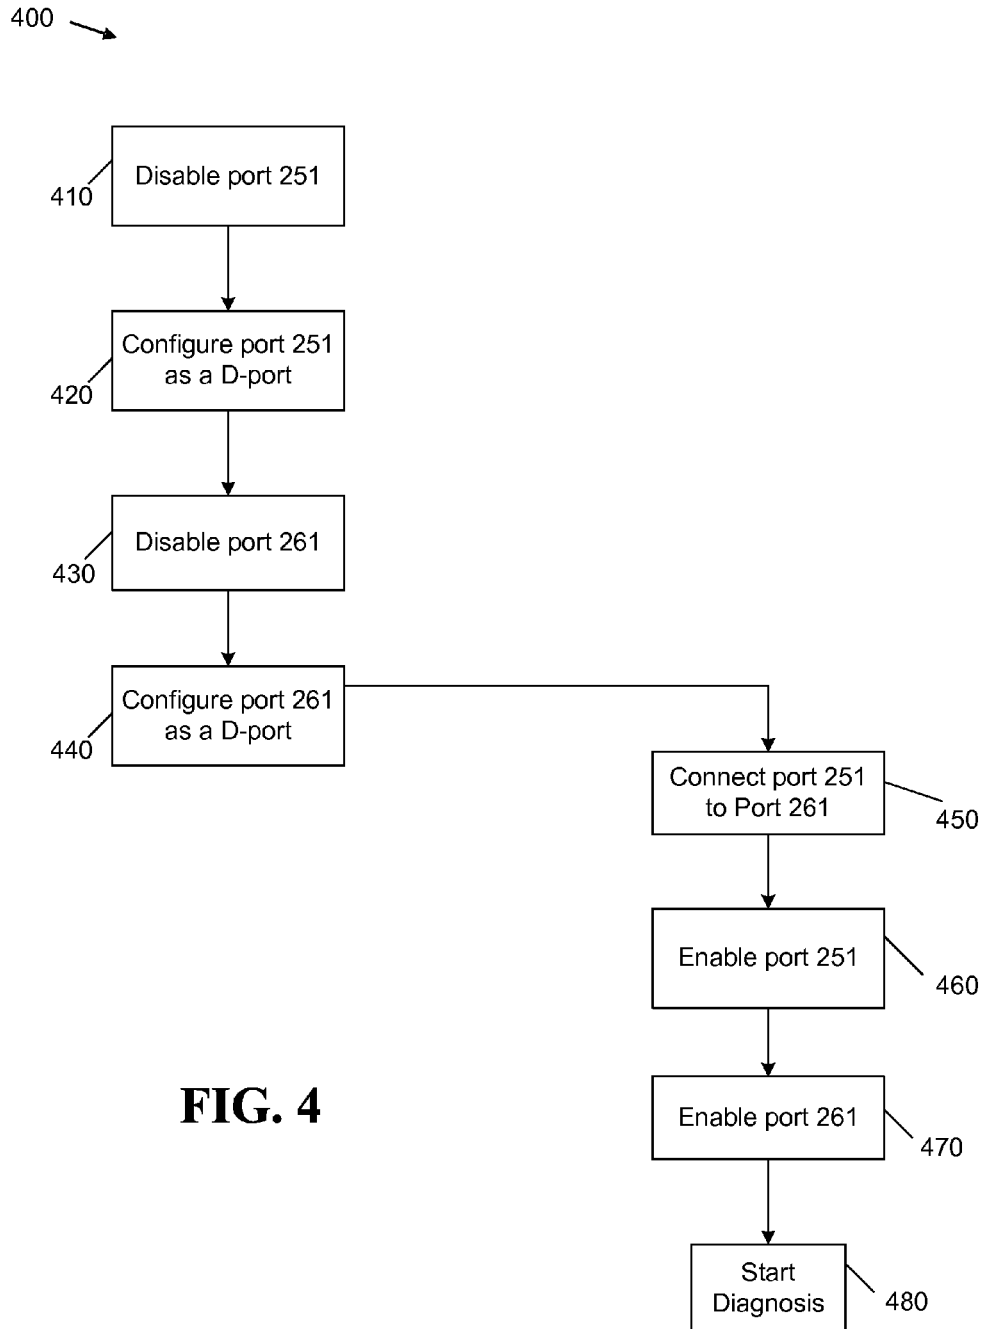 400
Disable port 251
410
Configure port 251
as a D-port
420
Disable port 261
430
Configure port 261
as a D-port
440
Connect port 251
to Port 261
450
Enable port 251
460
Enable port 261
470
Start
Diagnosis
480
FIG. 4